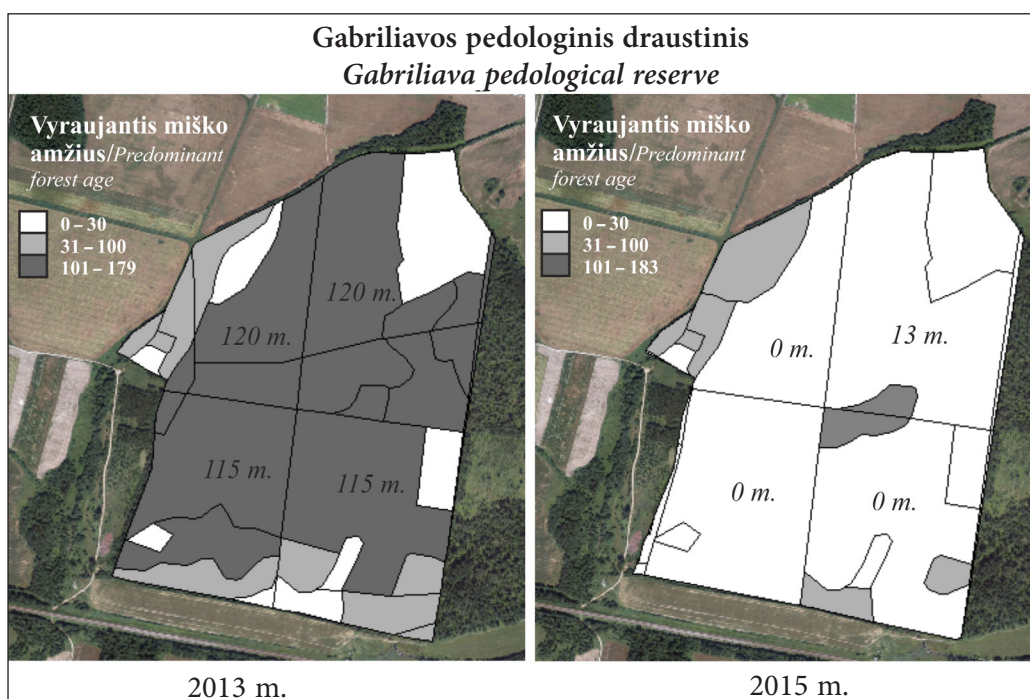 Gabriliavos pedologinis draustinis
Gabriliava pedological reserve
Vyraujantis miško
amžius/Predominant
forest age
0 – 30
31 – 100
101 – 179
120 m.
120 m.
115 m.
115 m.
2013 m.
Vyraujantis miško
amžius/Predominant
forest age
0 – 30
31 – 100
101 – 183
13 m.
0 m.
0 m.
0 m.
2015 m.